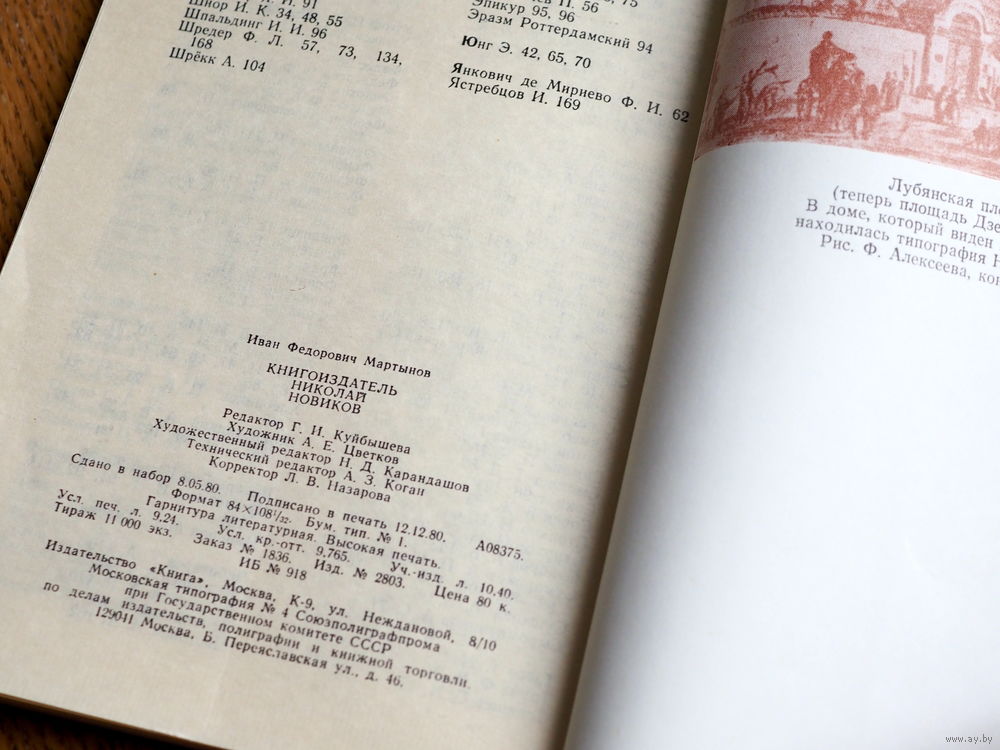 И. 91
Шнор И. К. 34, 48, 55
Шпальдинг И. И. 96
Шредер Ф. Л. 57, 73, 134,
168
Шрёкк А. 104
75
П. 56
Эпикур 95, 96
Эразм Роттердамский 94
Юнг Э. 42, 65, 70
Янкович де Мириево Ф. И. 62
Ястребцов И. 169
Иван Федорович Мартынов
КНИГОИЗДАТЕЛЬ
НИКОЛАЙ
НОВИКОВ
Редактор Г. И. Куйбышева
Художник А. Е. Цветков
Художественный редактор Н. Д. Карандашов
Технический редактор А. З. Коган
Корректор Л. В. Назарова
Сдано в набор 8.05.80. Подписано в печать 12.12.80. А08375.
Формат 84×108¹/₃₂. Бум. тип. № 1.
Гарнитура литературная. Высокая печать.
Усл. печ. л. 9,24. Усл. кр.-отт. 9,765. Уч.-изд. л. 10,40.
Тираж 11 000 экз. Заказ № 1836. Изд. № 2803. Цена 80 к.
ИБ № 918
Издательство «Книга», Москва, К-9, ул. Неждановой, 8/10
Московская типография № 4 Союзполиграфпрома
при Государственном комитете СССР
по делам издательств, полиграфии и книжной торговли.
129041 Москва, Б. Переяславская ул., д. 46.
Лубянская
(теперь площадь
В доме, который виден
находилась типография
Рис. Ф. Алексеева,
www.ay.by